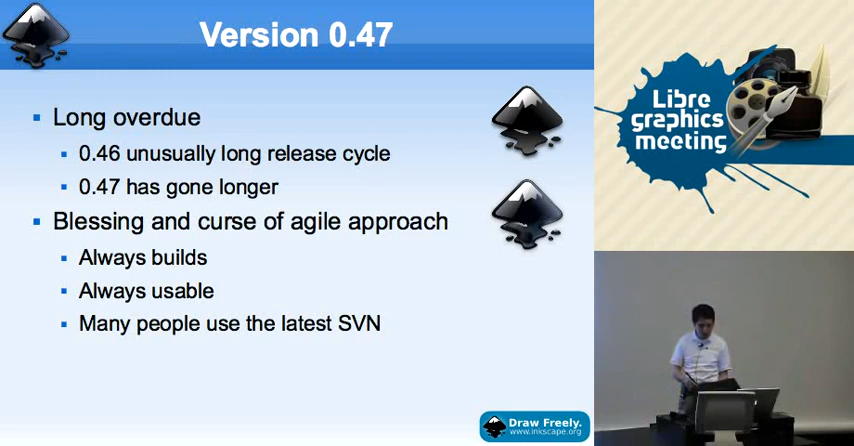 Version 0.47
Long overdue
0.46 unusually long release cycle
0.47 has gone longer
Blessing and curse of agile approach
Always builds
Always usable
Many people use the latest SVN
Draw Freely.
www.inkscape.org
Libre
graphics
meeting